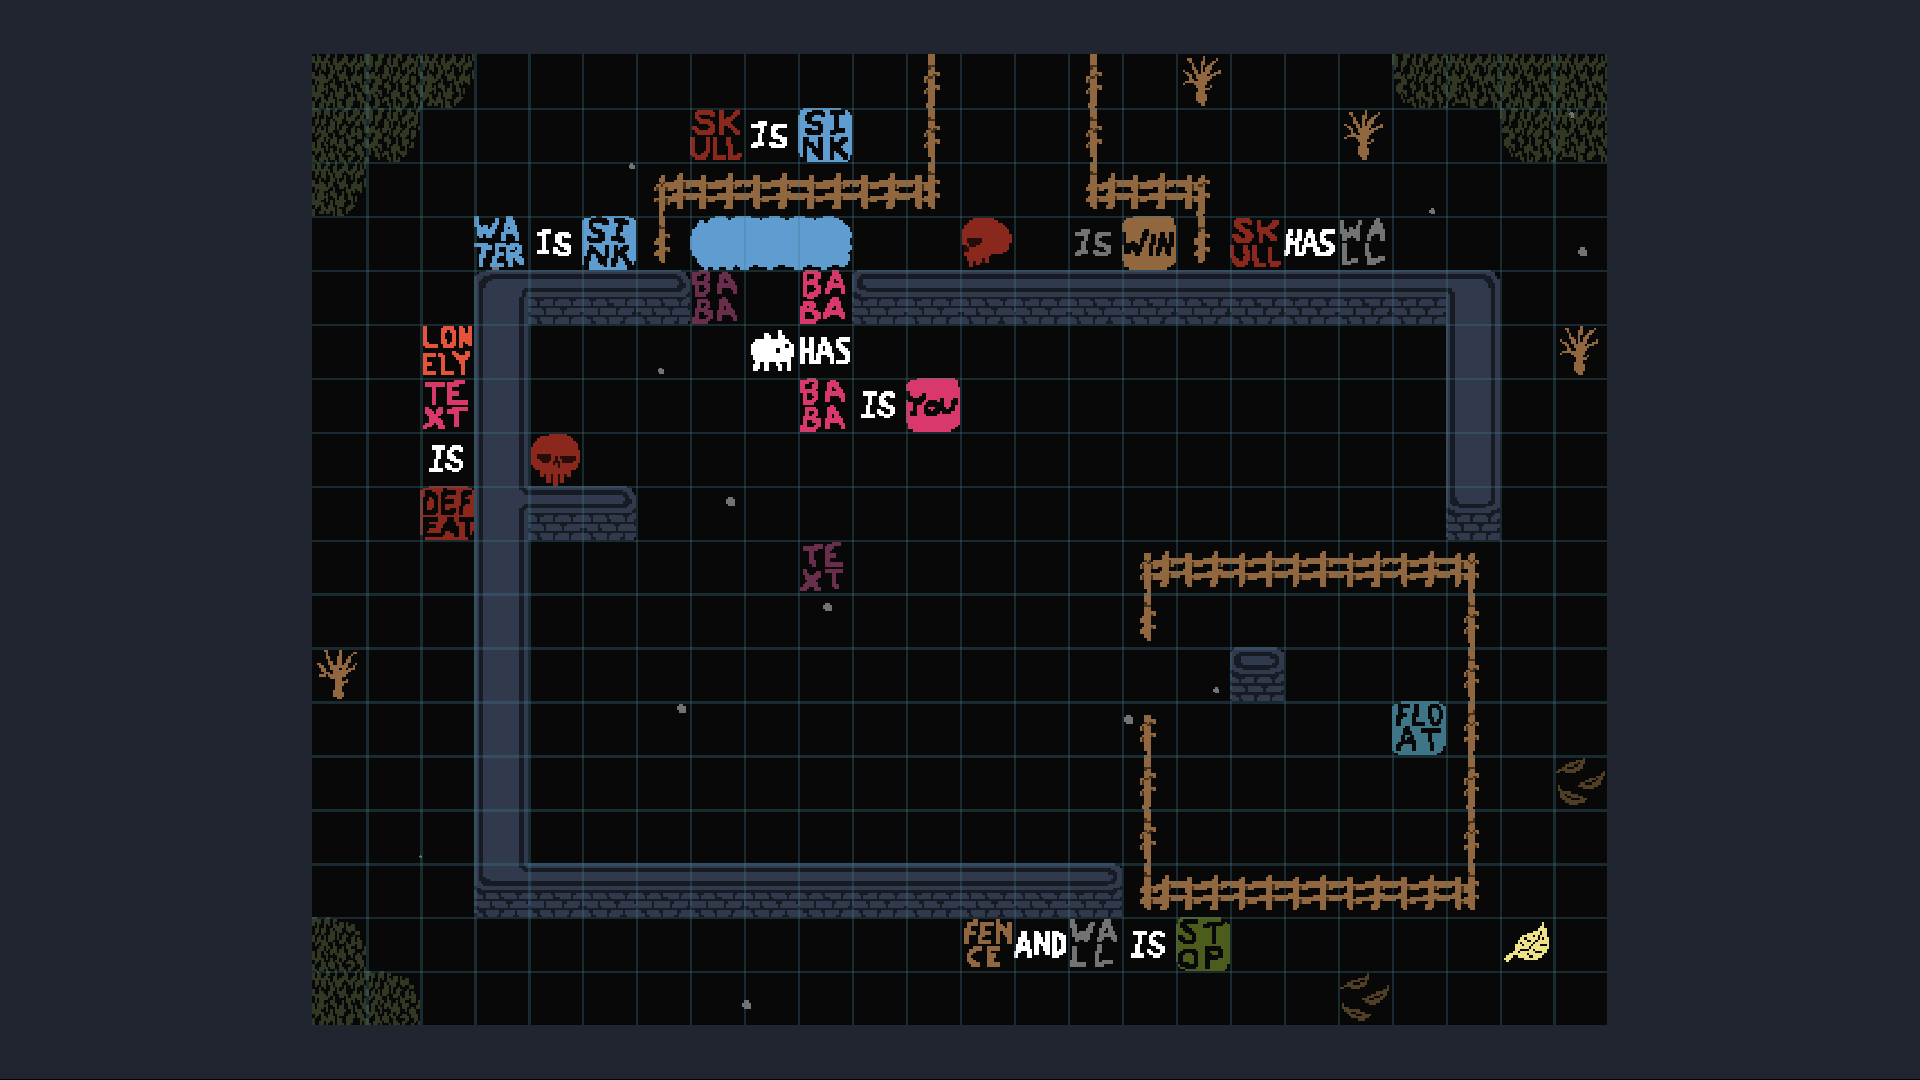 SKULL IS SINK
WATER IS SINK IS WIN SKULL HAS WALL
BABA BABA
LONELY HAS
TEXT BABA IS YOU
IS
DEFEAT
TEXT
FLOAT
FENCE AND WALL IS STOP